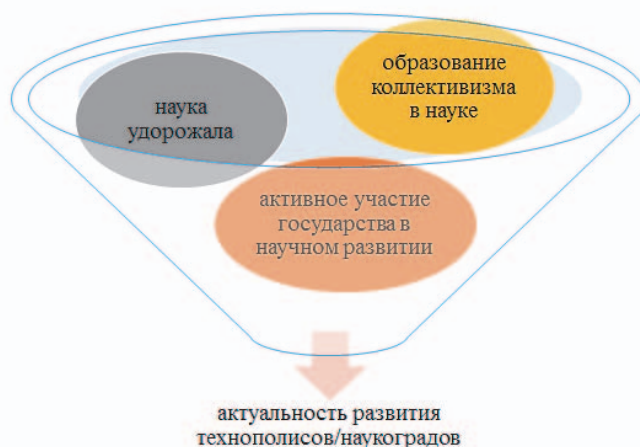 образование
коллективизма
в науке
наука
удорожала
активное участие
государства в
научном развитии
актуальность развития
технополисов/наукоградов